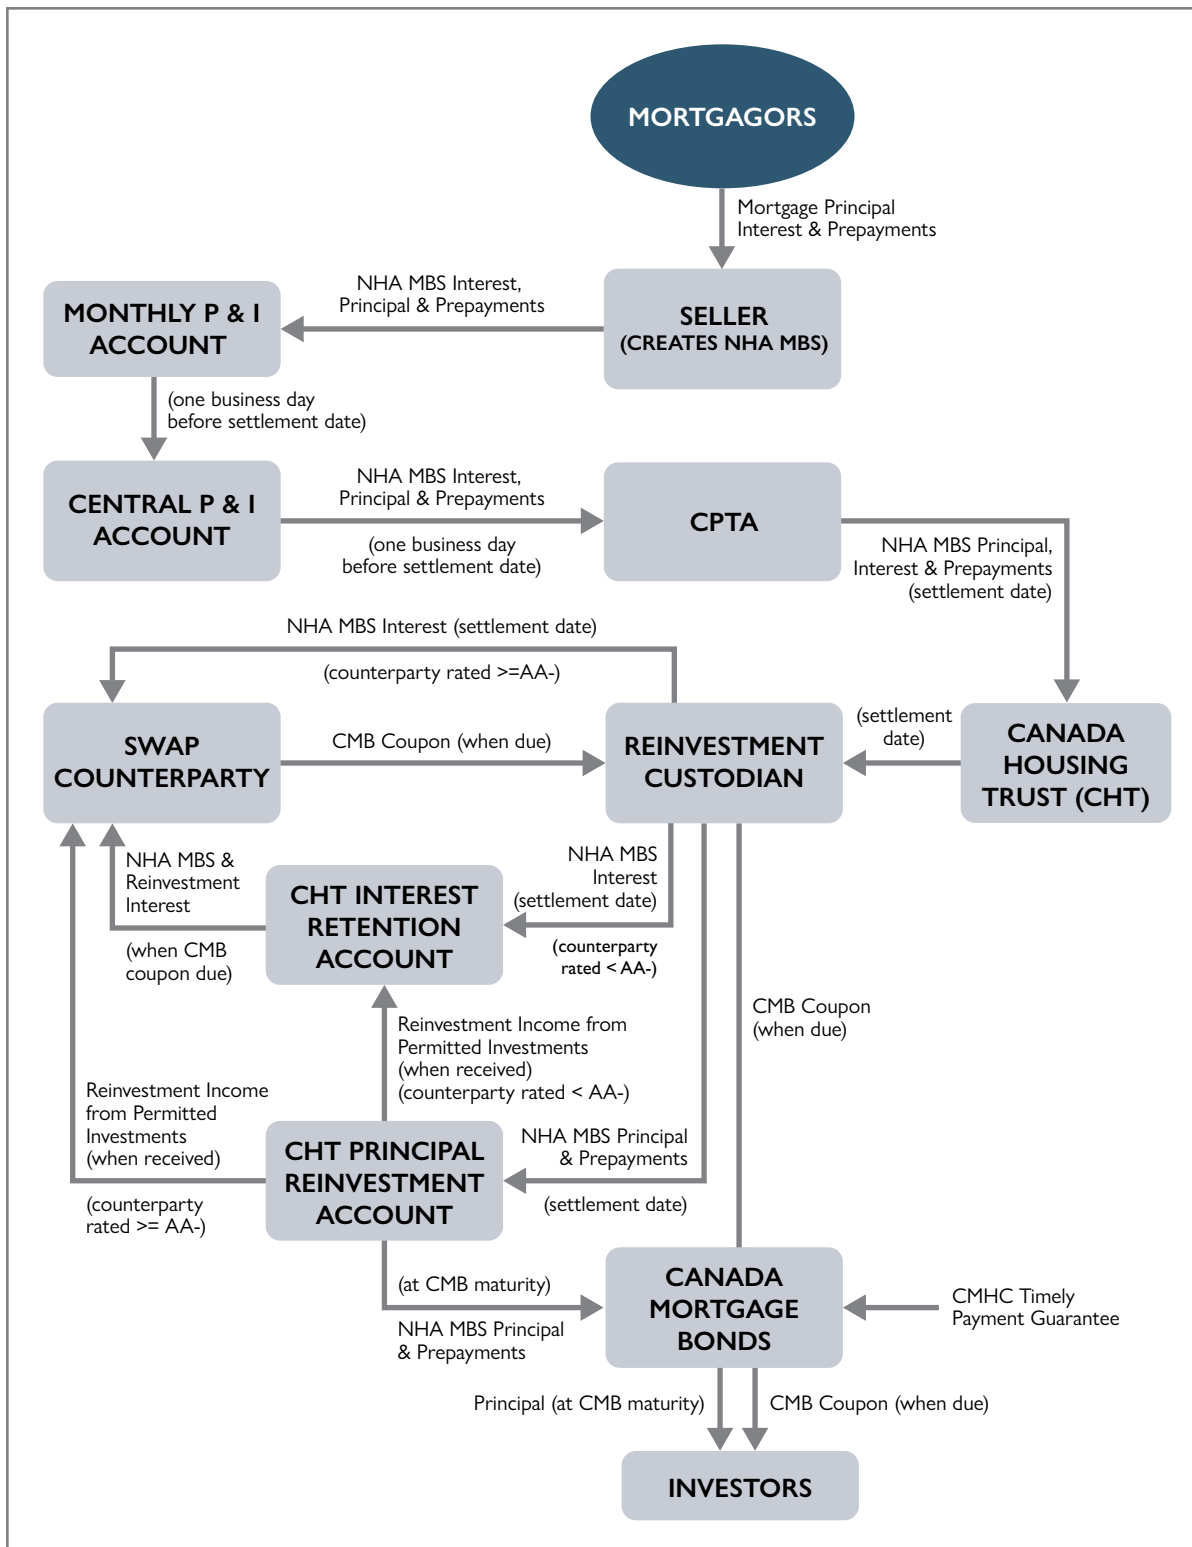 MORTGAGORS
Mortgage Principal
Interest & Prepayments
NHA MBS Interest,
Principal & Prepayments
MONTHLY P & I
ACCOUNT
SELLER
(CREATES NHA MBS)
(one business day
before settlement date)
CENTRAL P & I
ACCOUNT
NHA MBS Interest,
Principal & Prepayments
(one business day
before settlement date)
CPTA
NHA MBS Principal,
Interest & Prepayments
(settlement date)
NHA MBS Interest (settlement date)
(counterparty rated >=AA-)
SWAP
COUNTERPARTY
CMB Coupon (when due)
REINVESTMENT
CUSTODIAN
(settlement
date)
CANADA
HOUSING
TRUST (CHT)
NHA MBS &
Reinvestment
Interest
(when CMB
coupon due)
CHT INTEREST
RETENTION
ACCOUNT
NHA MBS
Interest
(settlement date)
(counterparty
rated < AA-)
CMB Coupon
(when due)
Reinvestment Income from
Permitted Investments
(when received)
(counterparty rated < AA-)
Reinvestment Income
from Permitted
Investments
(when received)
(counterparty
rated >= AA-)
CHT PRINCIPAL
REINVESTMENT
ACCOUNT
NHA MBS Principal
& Prepayments
(settlement date)
(at CMB maturity)
NHA MBS Principal
& Prepayments
CANADA
MORTGAGE
BONDS
CMHC Timely
Payment Guarantee
Principal (at CMB maturity)
CMB Coupon (when due)
INVESTORS